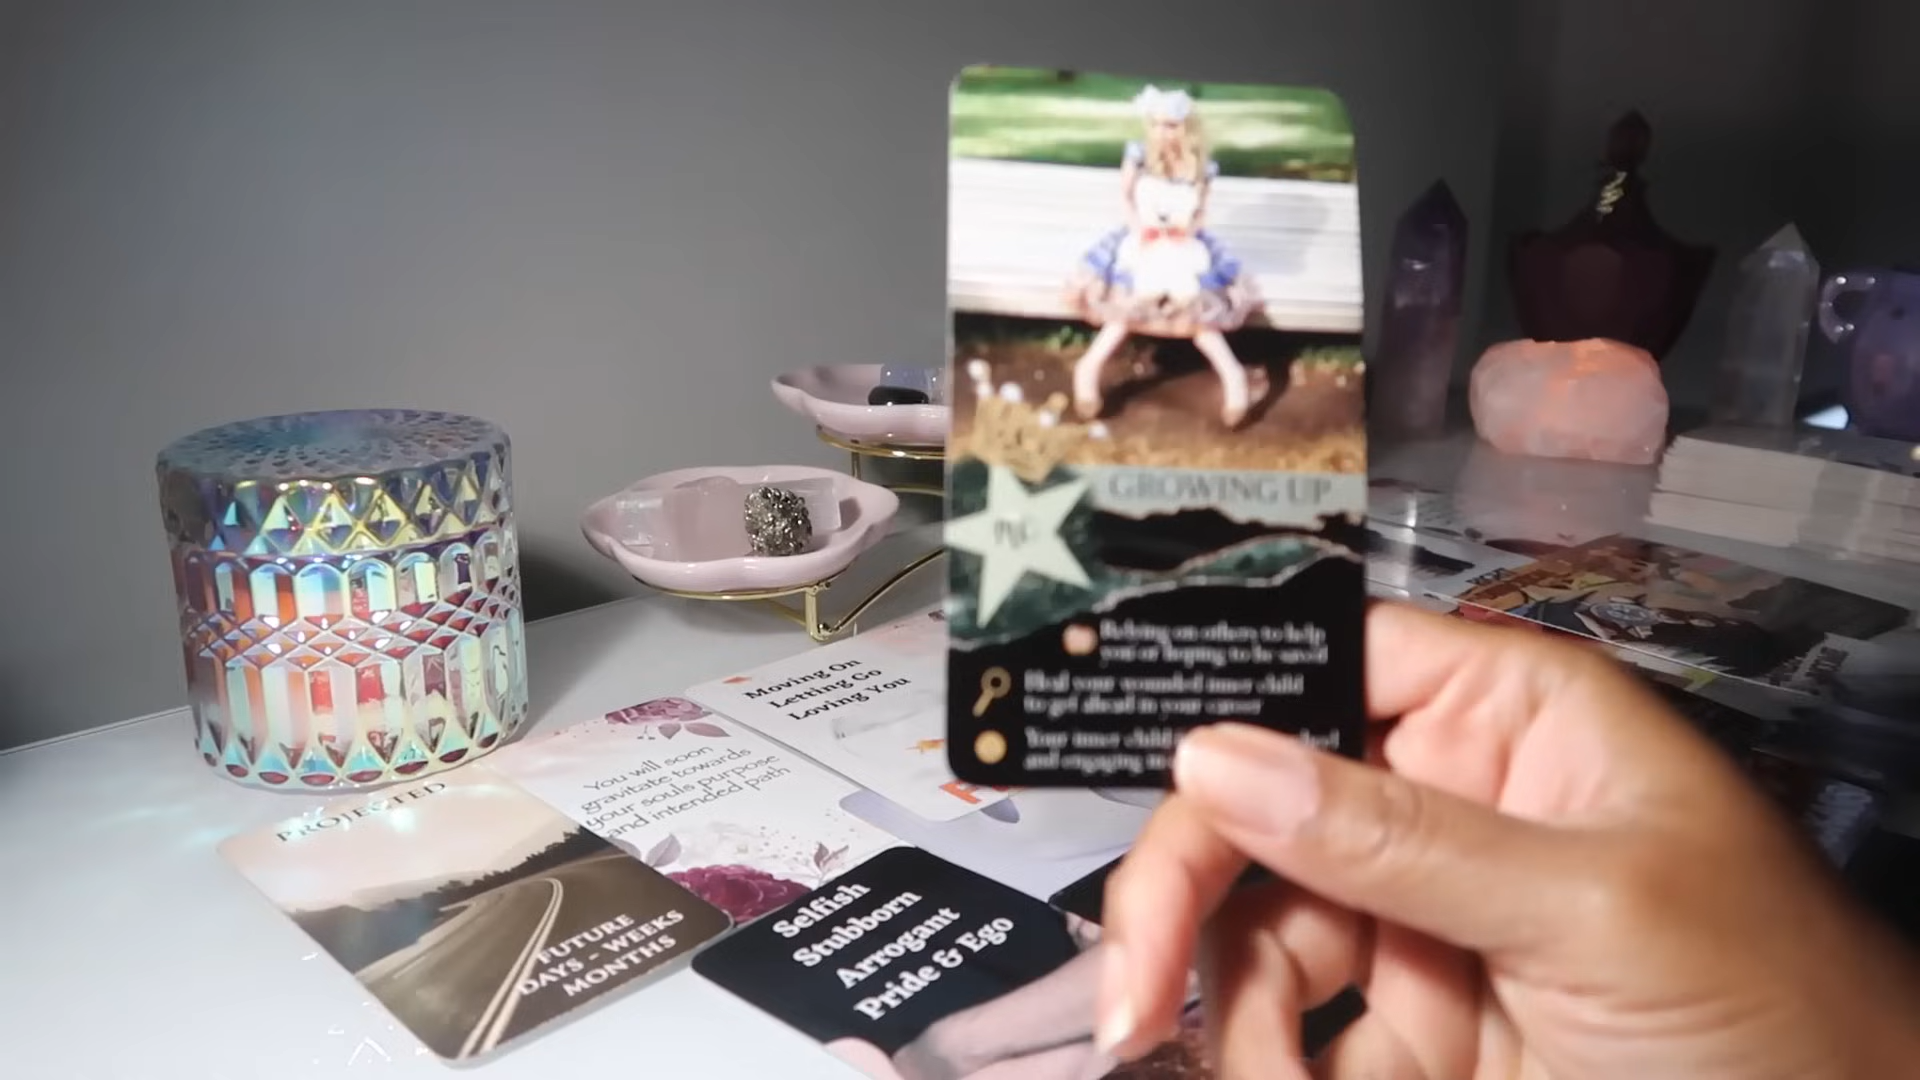 GROWING UP
Relying on others to help
you or hoping to be saved
Heal your wounded inner child
to get ahead in your career
Your inner child
and engaging in
Moving On
Letting Go
Loving You
You will soon
gravitate towards
your souls purpose
and intended path
PROJECTED
FUTURE
DAYS - WEEKS
MONTHS
Selfish
Stubborn
Arrogant
Pride & Ego